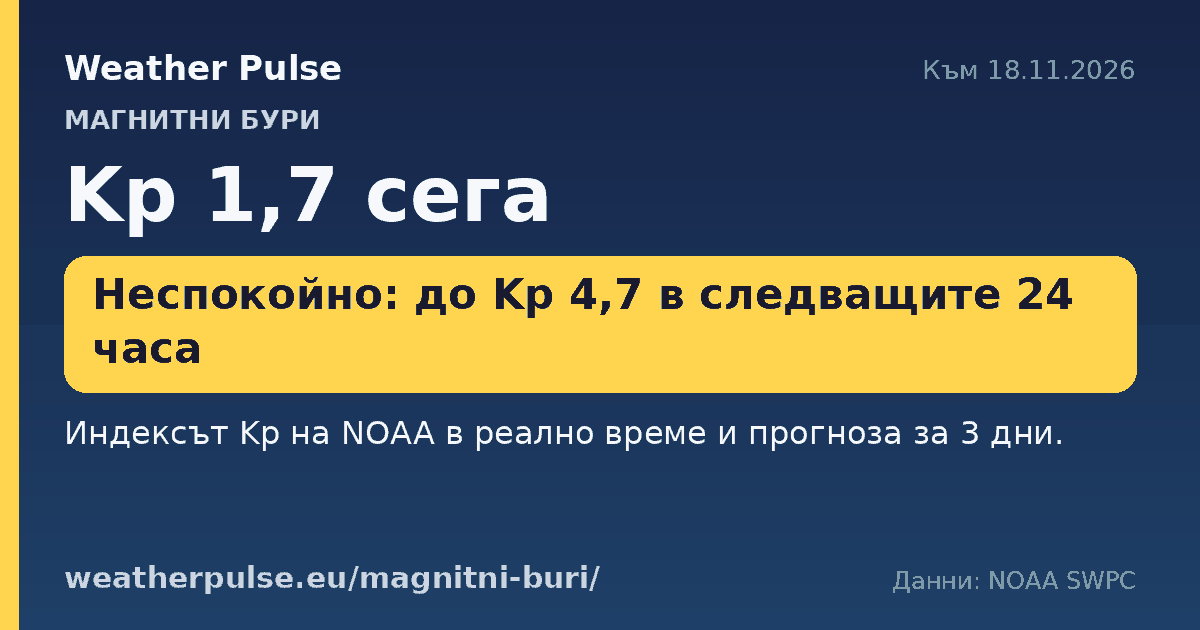 Weather Pulse
Към 18.11.2026
МАГНИТНИ БУРИ
Kp 1,7 сега
Неспокойно: до Kp 4,7 в следващите 24
часа
Индексът Kp на NOAA в реално време и прогноза за 3 дни.
weatherpulse.eu/magnitni-buri/
Данни: NOAA SWPC